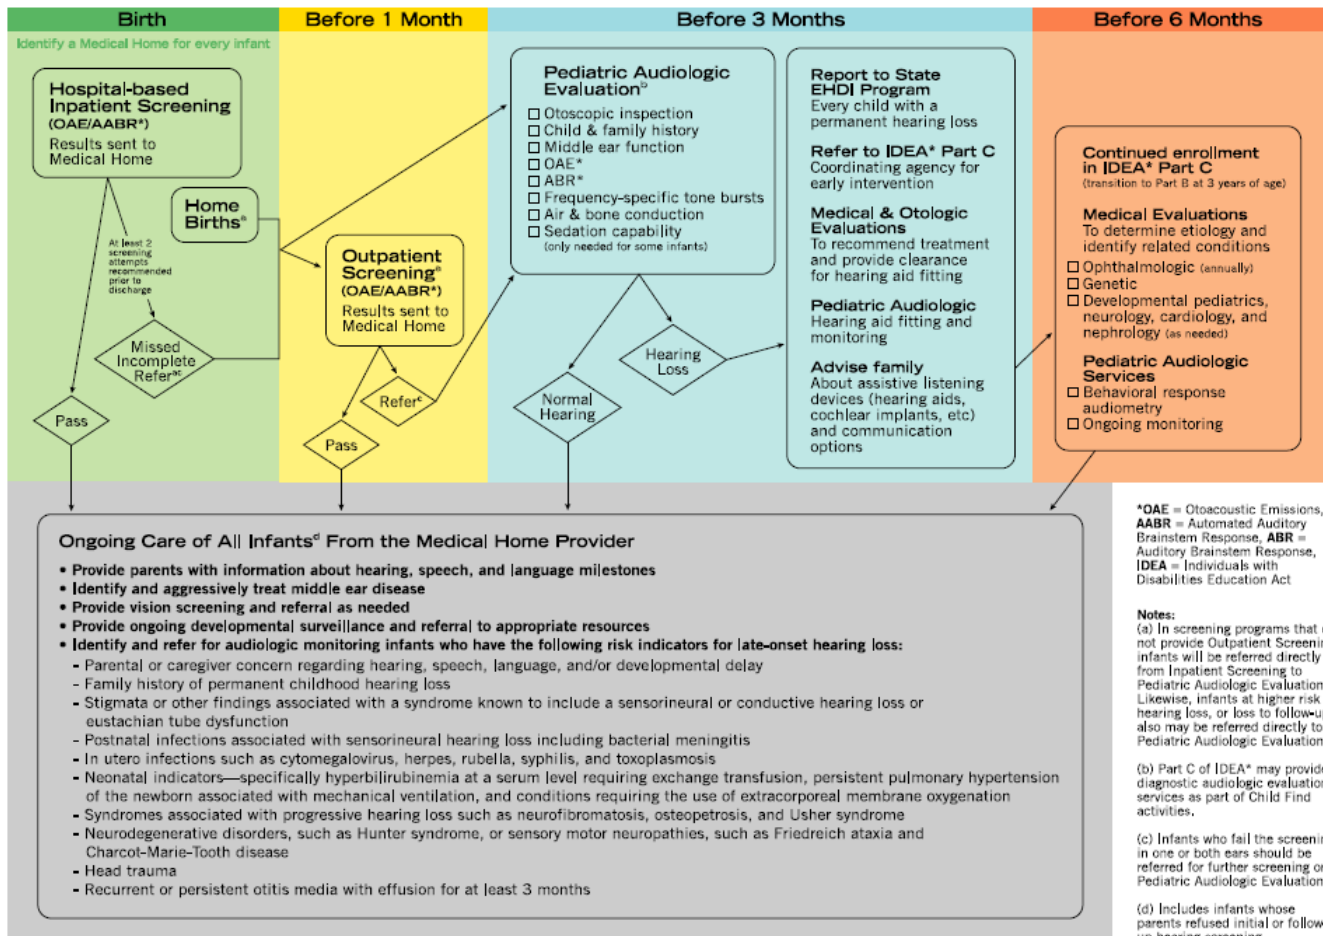 Birth
Before 1 Month
Before 3 Months
Before 6 Months
Identify a Medical Home for every infant
Hospital-based
Inpatient Screening
(OAE/AABR*)
Results sent to
Medical Home
Home
Births a
At least 2
screening
attempts
recommended
prior to
discharge
Missed
Incomplete
Refer ac
Pass
Outpatient
Screening a
(OAE/AABR*)
Results sent to
Medical Home
Refer c
Pass
Pediatric Audiologic
Evaluation b
Otoscopic inspection
Child & family history
Middle ear function
OAE*
ABR*
Frequency-specific tone bursts
Air & bone conduction
Sedation capability
(only needed for some infants)
Hearing
Loss
Normal
Hearing
Report to State
EHDI Program
Every child with a
permanent hearing loss
Refer to IDEA* Part C
Coordinating agency for
early intervention
Medical & Otologic
Evaluations
To recommend treatment
and provide clearance
for hearing aid fitting
Pediatric Audiologic
Hearing aid fitting and
monitoring
Advise family
About assistive listening
devices (hearing aids,
cochlear implants, etc)
and communication
options
Continued enrollment
in IDEA* Part C
(transition to Part B at 3 years of age)
Medical Evaluations
To determine etiology and
identify related conditions
Ophthalmologic (annually)
Genetic
Developmental pediatrics,
neurology, cardiology, and
nephrology (as needed)
Pediatric Audiologic
Services
Behavioral response
audiometry
Ongoing monitoring
Ongoing Care of All Infants d From the Medical Home Provider
• Provide parents with information about hearing, speech, and language milestones
• Identify and aggressively treat middle ear disease
• Provide vision screening and referral as needed
• Provide ongoing developmental surveillance and referral to appropriate resources
• Identify and refer for audiologic monitoring infants who have the following risk indicators for late-onset hearing loss:
- Parental or caregiver concern regarding hearing, speech, language, and/or developmental delay
- Family history of permanent childhood hearing loss
- Stigmata or other findings associated with a syndrome known to include a sensorineural or conductive hearing loss or
eustachian tube dysfunction
- Postnatal infections associated with sensorineural hearing loss including bacterial meningitis
- In utero infections such as cytomegalovirus, herpes, rubella, syphilis, and toxoplasmosis
- Neonatal indicators—specifically hyperbilirubinemia at a serum level requiring exchange transfusion, persistent pulmonary hypertension
of the newborn associated with mechanical ventilation, and conditions requiring the use of extracorporeal membrane oxygenation
- Syndromes associated with progressive hearing loss such as neurofibromatosis, osteopetrosis, and Usher syndrome
- Neurodegenerative disorders, such as Hunter syndrome, or sensory motor neuropathies, such as Friedreich ataxia and
Charcot-Marie-Tooth disease
- Head trauma
- Recurrent or persistent otitis media with effusion for at least 3 months
*OAE = Otoacoustic Emissions,
AABR = Automated Auditory
Brainstem Response, ABR =
Auditory Brainstem Response,
IDEA = Individuals with
Disabilities Education Act
Notes:
(a) In screening programs that
not provide Outpatient
infants will be referred directly
from Inpatient Screening to
Pediatric Audiologic Evaluation
Likewise, infants at higher risk
hearing loss, or loss to
also may be referred directly to
Pediatric Audiologic Evaluation
(b) Part C of IDEA* may provide
diagnostic audiologic evaluation
services as part of Child Find
activities.
(c) Infants who fail the
in one or both ears should be
referred for further screening or
Pediatric Audiologic Evaluation
(d) Includes infants whose
parents refused initial or
hearing screening